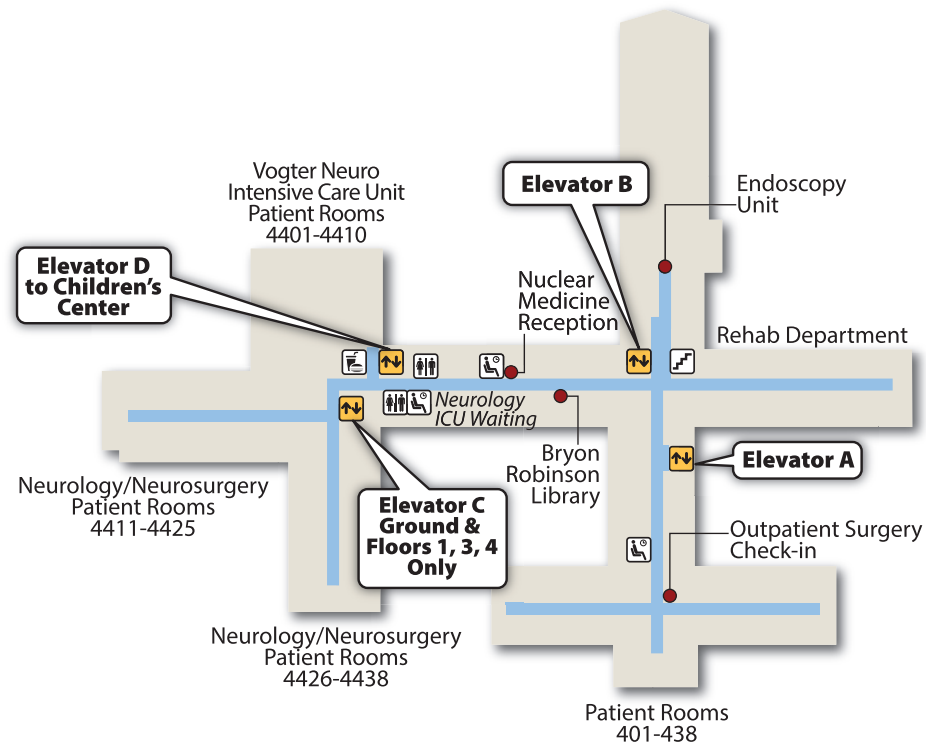 Vogter Neuro
Intensive Care Unit
Patient Rooms
4401-4410
Elevator B
Endoscopy
Unit
Elevator D
to Children's
Center
Nuclear
Medicine
Reception
Rehab Department
Neurology
ICU Waiting
Bryon
Robinson
Library
Elevator A
Neurology/Neurosurgery
Patient Rooms
4411-4425
Elevator C
Ground &
Floors 1, 3, 4
Only
Outpatient Surgery
Check-in
Neurology/Neurosurgery
Patient Rooms
4426-4438
Patient Rooms
401-438